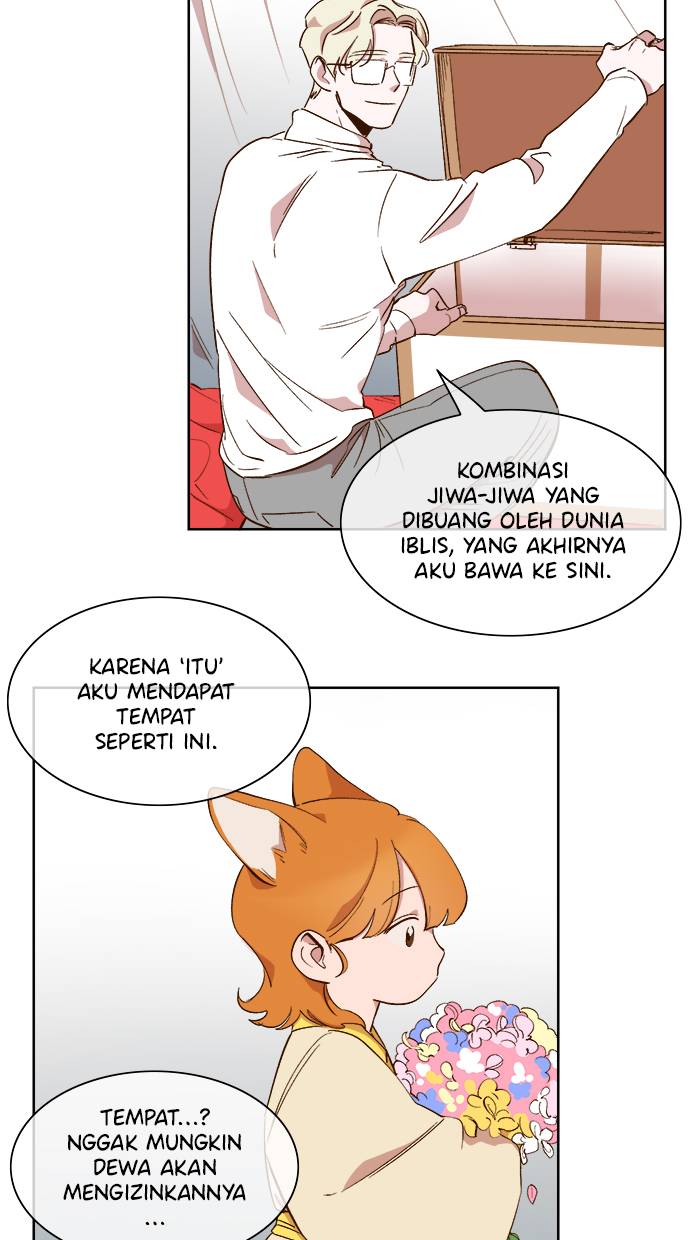 KOMBINASI
JIWA-JIWA YANG
DIBUANG OLEH DUNIA
IBLIS, YANG AKHIRNYA
AKU BAWA KE SINI.
KARENA ‘ITU’
AKU MENDAPAT
TEMPAT
SEPERTI INI.
TEMPAT...?
NGGAK MUNGKIN
DEWA AKAN
MENGIZINKANNYA
...